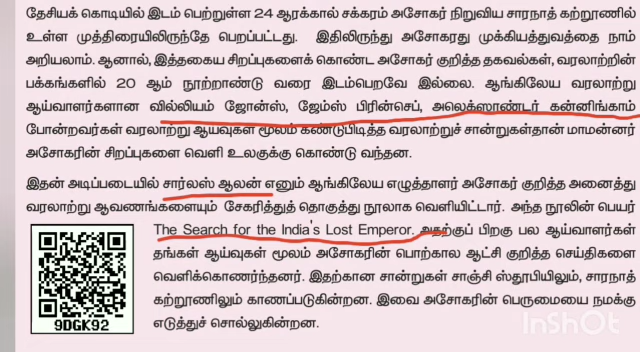 தேசியக் கொடியில் இடம் பெற்றுள்ள 24 ஆரக்கால் சக்கரம் அசோகர் நிறுவிய சாரநாத் கற்றூணில்
உள்ள முத்திரையிலிருந்தே பெறப்பட்டது. இதிலிருந்து அசோகரது முக்கியத்துவத்தை நாம்
அறியலாம். ஆனால், இத்தகைய சிறப்புகளைக் கொண்ட அசோகர் குறித்த தகவல்கள், வரலாற்றின்
பக்கங்களில் 20 ஆம் நூற்றாண்டு வரை இடம்பெறவே இல்லை. ஆங்கிலேய வரலாற்று
ஆய்வாளர்களான வில்லியம் ஜோன்ஸ், ஜேம்ஸ் பிரின்செப், அலெக்ஸாண்டர் கன்னிங்காம்
போன்றவர்கள் வரலாற்று ஆய்வுகள் மூலம் கண்டுபிடித்த வரலாற்றுச் சான்றுகள்தான் மாமன்னர்
அசோகரின் சிறப்புகளை வெளி உலகுக்கு கொண்டு வந்தன.
இதன் அடிப்படையில் சார்லஸ் ஆலன் எனும் ஆங்கிலேய எழுத்தாளர் அசோகர் குறித்த அனைத்து
வரலாற்று ஆவணங்களையும் சேகரித்துத் தொகுத்து நூலாக வெளியிட்டார். அந்த நூலின் பெயர்
The Search for the India's Lost Emperor. அதற்குப் பிறகு பல ஆய்வாளர்கள்
தங்கள் ஆய்வுகள் மூலம் அசோகரின் பொற்கால ஆட்சி குறித்த செய்திகளை
வெளிக்கொணர்ந்தனர். இதற்கான சான்றுகள் சாஞ்சி ஸ்தூபியிலும், சாரநாத்
கற்றூணிலும் காணப்படுகின்றன. இவை அசோகரின் பெருமையை நமக்கு
எடுத்துச் சொல்லுகின்றன.
9DGK92
InShOt